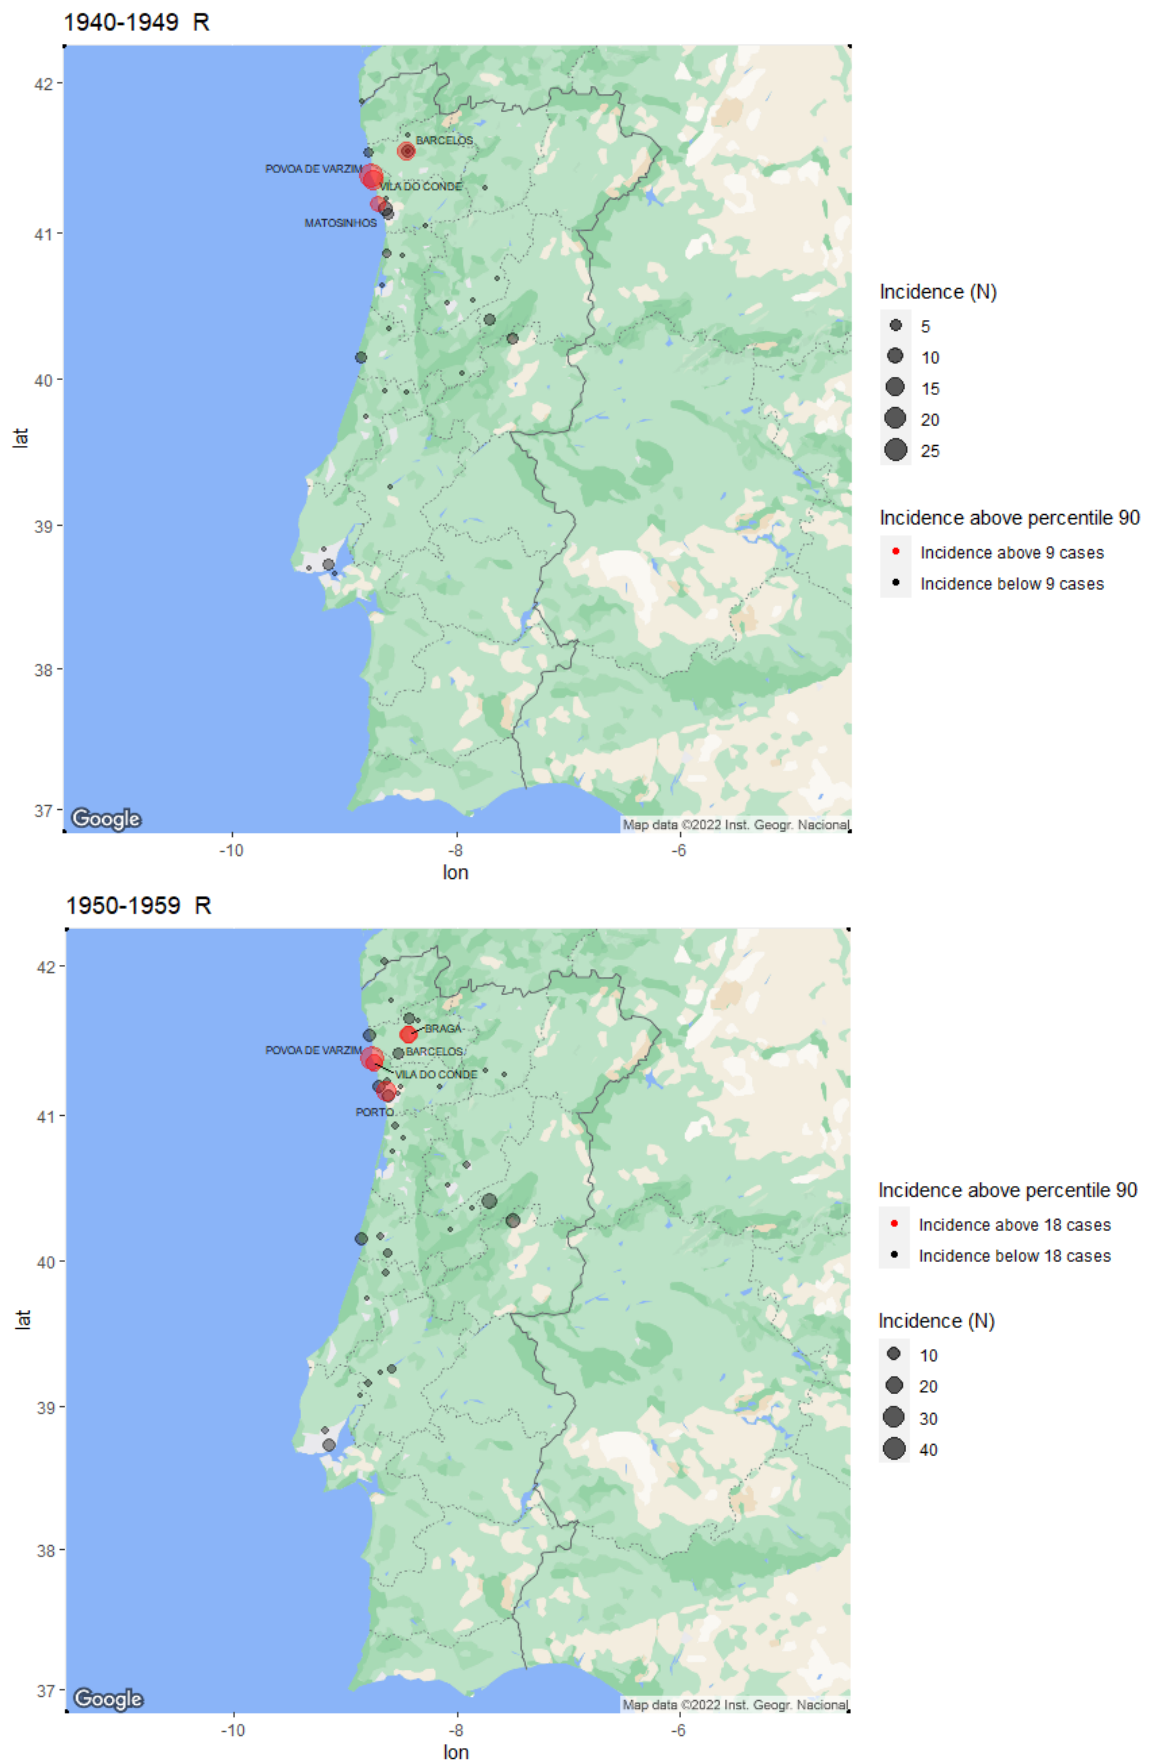 1940-1949 R
42
BARCELOS
POVOA DE VARZIM
VILA DO CONDE
MATOSINHOS
41
40
39
38
37
lat
Google
Map data ©2022 Inst. Geogr. Nacional
-10
-8
-6
lon
Incidence (N)
5
10
15
20
25
Incidence above percentile 90
Incidence above 9 cases
Incidence below 9 cases
1950-1959 R
42
BRAGA
POVOA DE VARZIM
BARCELOS
VILA DO CONDE
PORTO
41
40
39
38
37
lat
Google
Map data ©2022 Inst. Geogr. Nacional
-10
-8
-6
lon
Incidence above percentile 90
Incidence above 18 cases
Incidence below 18 cases
Incidence (N)
10
20
30
40